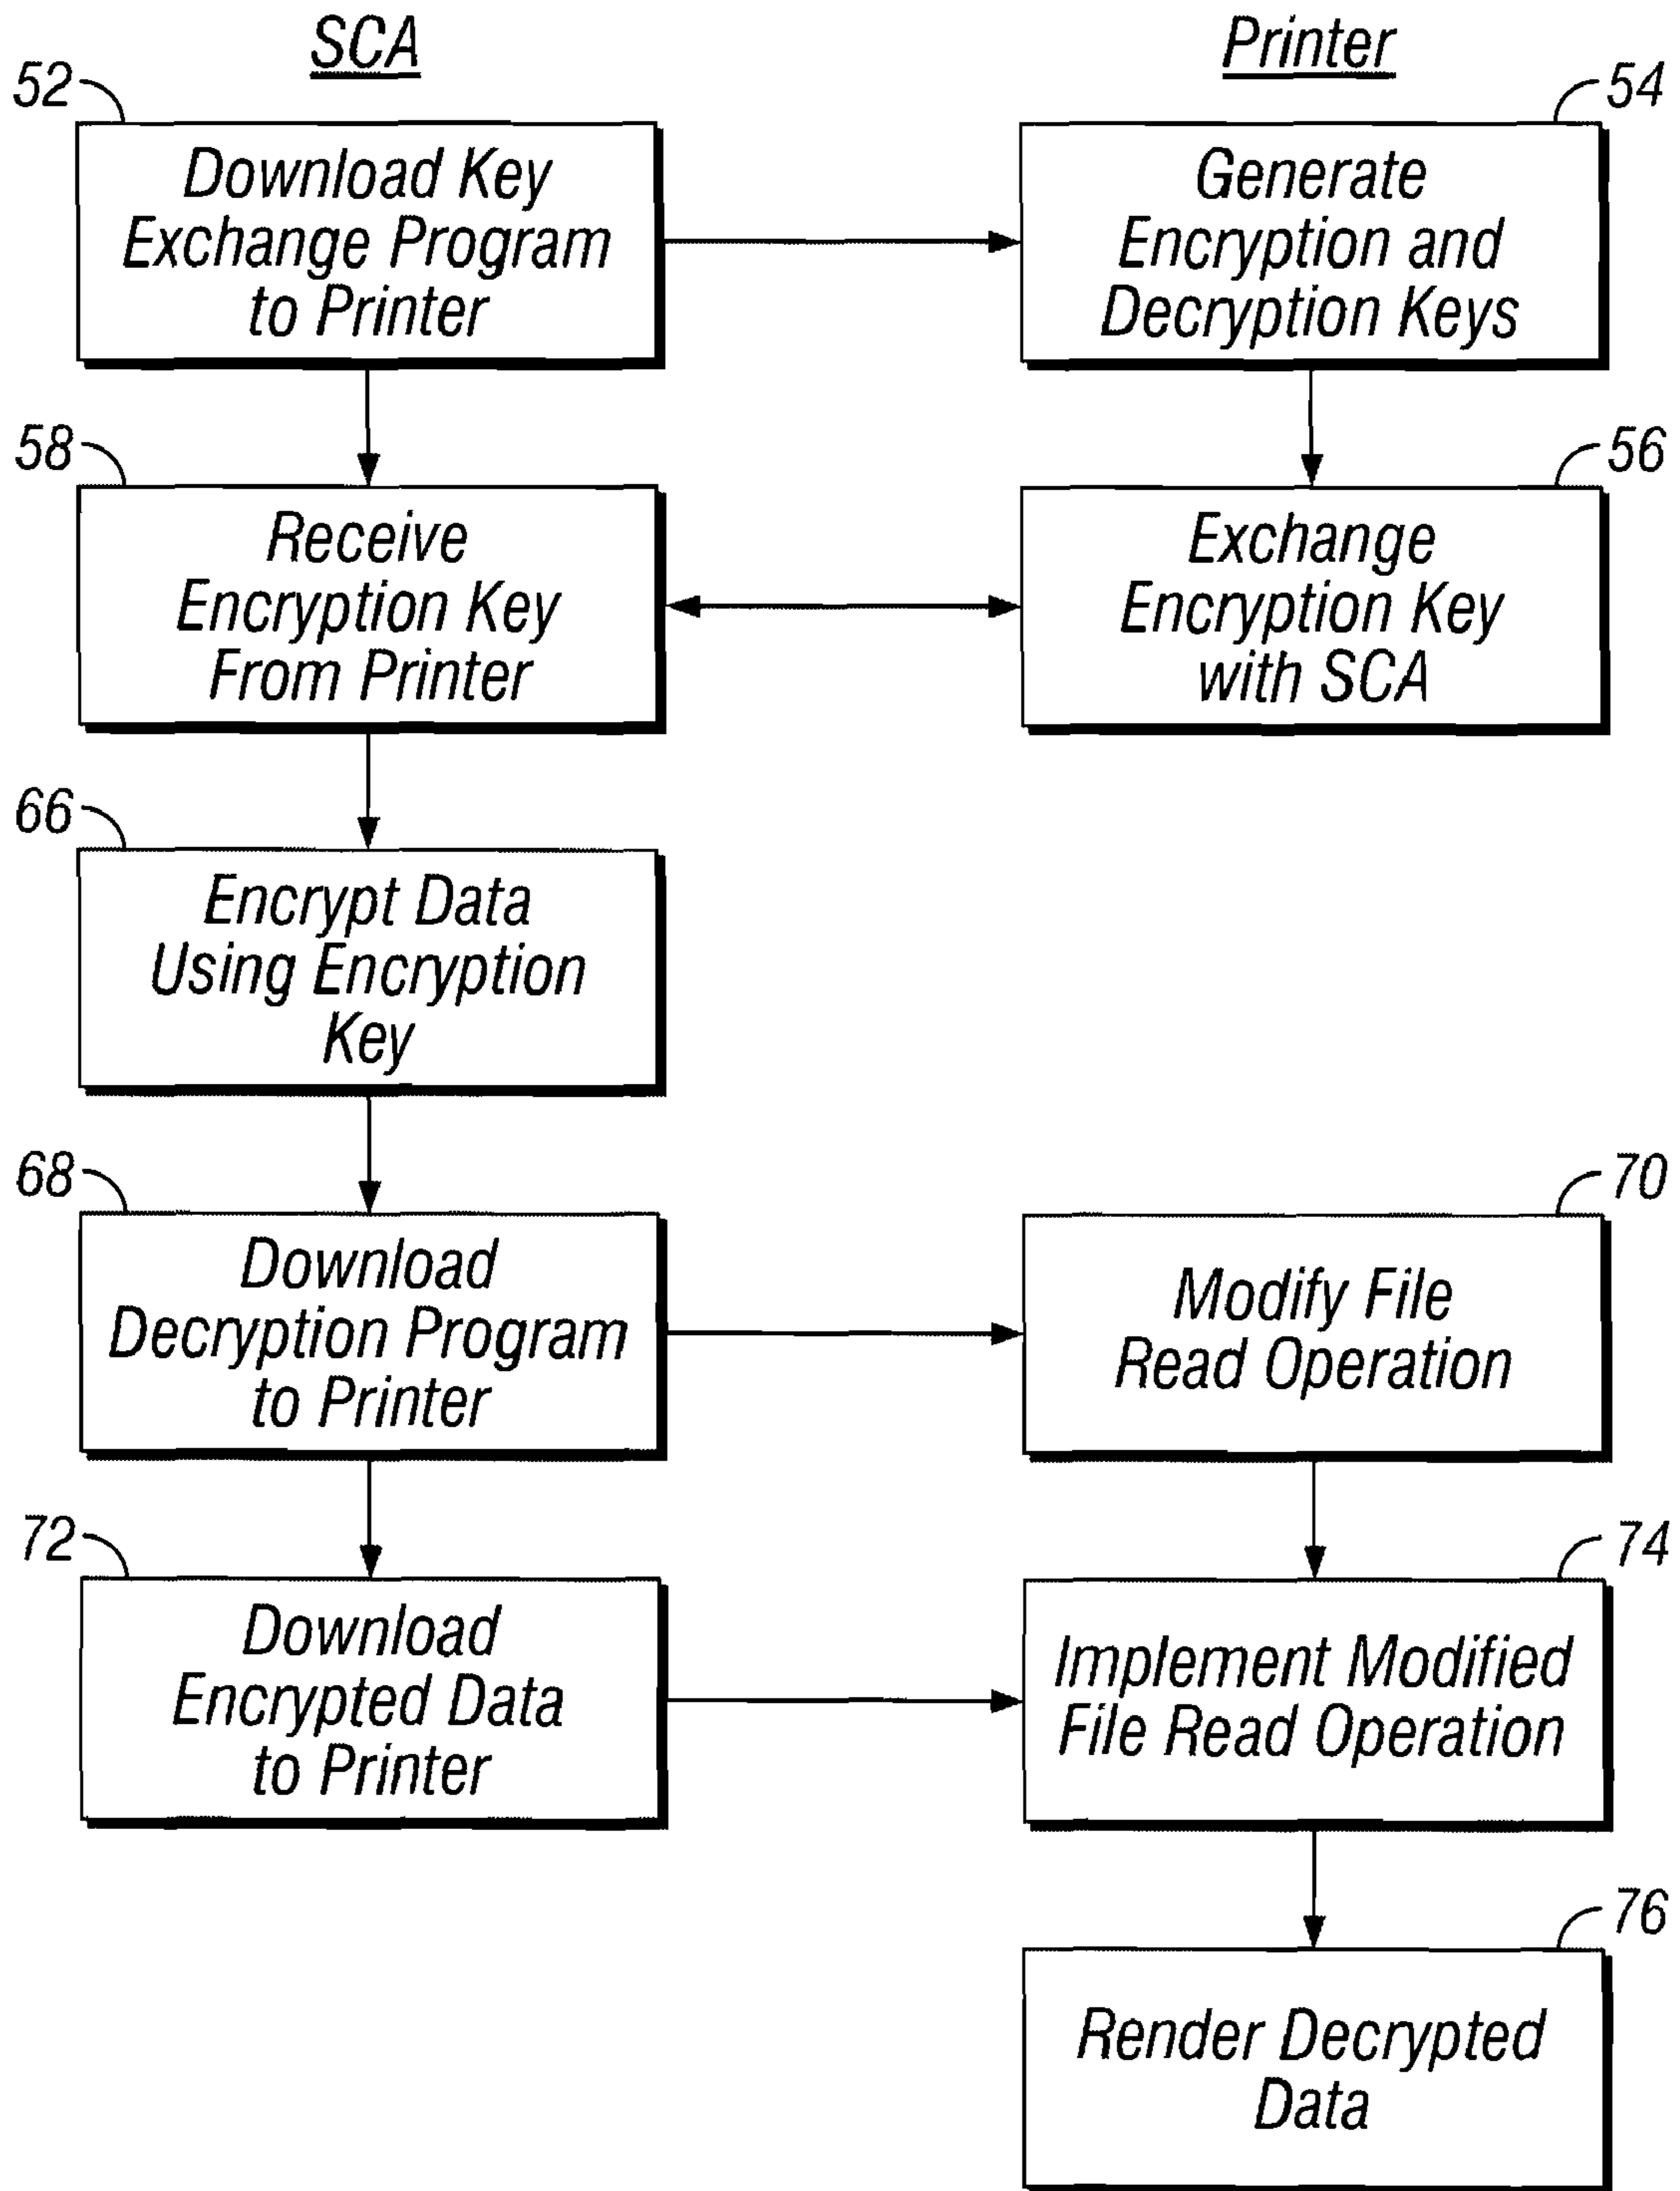 SCA
Printer
52
Download Key
Exchange Program
to Printer
54
Generate
Encryption and
Decryption Keys
58
Receive
Encryption Key
From Printer
56
Exchange
Encryption Key
with SCA
66
Encrypt Data
Using Encryption
Key
68
Download
Decryption Program
to Printer
70
Modify File
Read Operation
72
Download
Encrypted Data
to Printer
74
Implement Modified
File Read Operation
76
Render Decrypted
Data